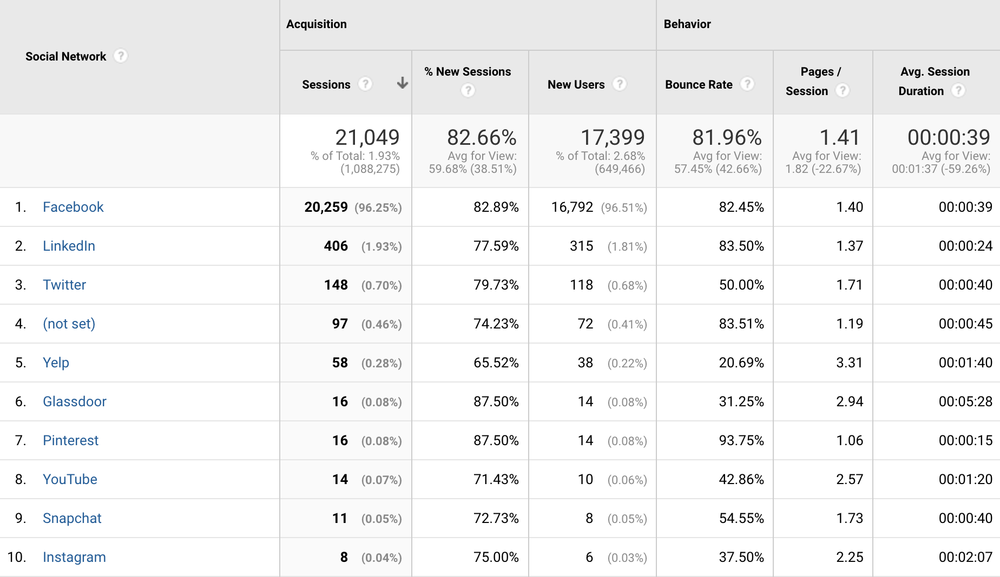 Social Network ?
Acquisition
Behavior
Sessions ?
% New Sessions
?
New Users ?
Bounce Rate ?
Pages /
Session ?
Avg. Session
Duration ?
21,049
% of Total: 1.93%
(1,088,275)
82.66%
Avg for View:
59.68% (38.51%)
17,399
% of Total: 2.68%
(649,466)
81.96%
Avg for View:
57.45% (42.66%)
1.41
Avg for View:
1.82 (-22.67%)
00:00:39
Avg for View:
00:01:37 (-59.26%)
1. Facebook 20,259 (96.25%) 82.89% 16,792 (96.51%) 82.45% 1.40 00:00:39
2. LinkedIn 406 (1.93%) 77.59% 315 (1.81%) 83.50% 1.37 00:00:24
3. Twitter 148 (0.70%) 79.73% 118 (0.68%) 50.00% 1.71 00:00:40
4. (not set) 97 (0.46%) 74.23% 72 (0.41%) 83.51% 1.19 00:00:45
5. Yelp 58 (0.28%) 65.52% 38 (0.22%) 20.69% 3.31 00:01:40
6. Glassdoor 16 (0.08%) 87.50% 14 (0.08%) 31.25% 2.94 00:05:28
7. Pinterest 16 (0.08%) 87.50% 14 (0.08%) 93.75% 1.06 00:00:15
8. YouTube 14 (0.07%) 71.43% 10 (0.06%) 42.86% 2.57 00:01:20
9. Snapchat 11 (0.05%) 72.73% 8 (0.05%) 54.55% 1.73 00:00:40
10. Instagram 8 (0.04%) 75.00% 6 (0.03%) 37.50% 2.25 00:02:07